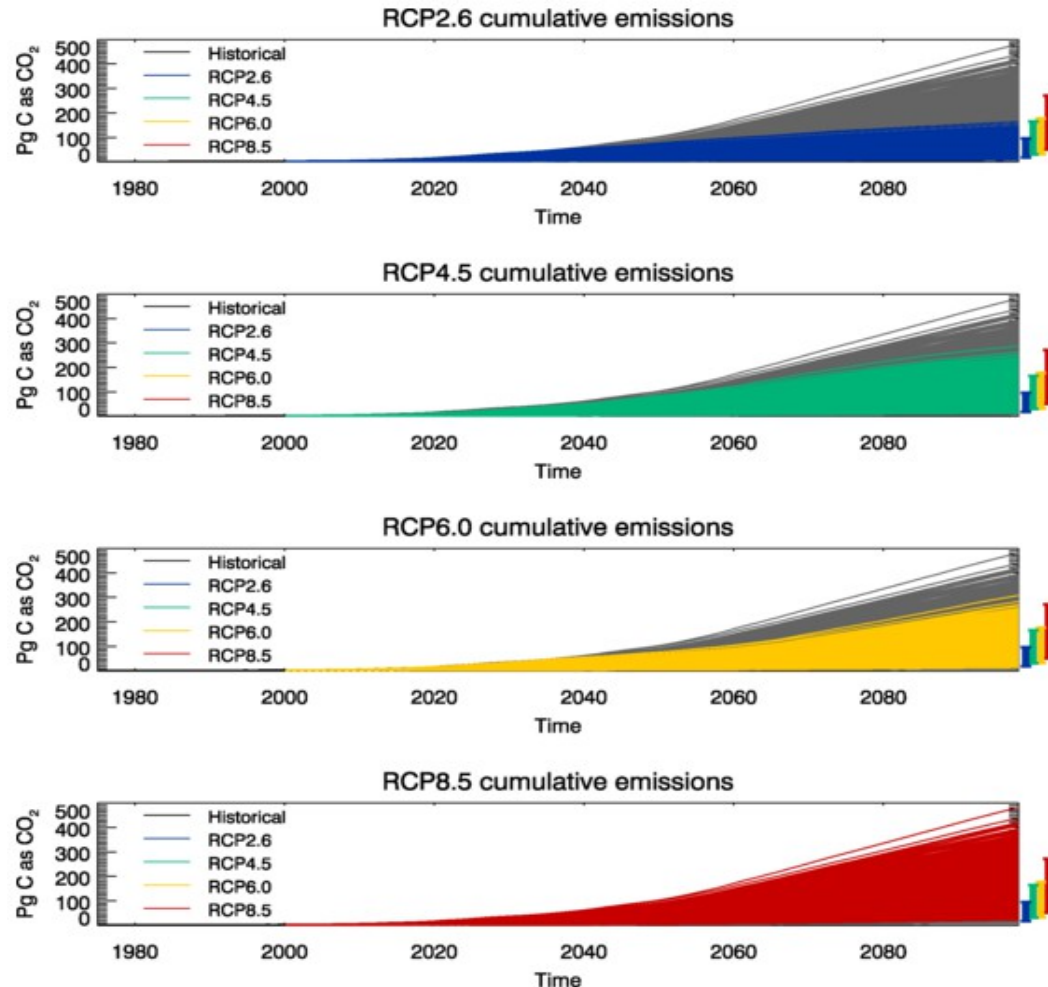 RCP2.6 cumulative emissions
Pg C as CO₂
500
400
300
200
100
0
Historical
RCP2.6
RCP4.5
RCP6.0
RCP8.5
1980 2000 2020 2040 2060 2080
Time
RCP4.5 cumulative emissions
Pg C as CO₂
500
400
300
200
100
0
Historical
RCP2.6
RCP4.5
RCP6.0
RCP8.5
1980 2000 2020 2040 2060 2080
Time
RCP6.0 cumulative emissions
Pg C as CO₂
500
400
300
200
100
0
Historical
RCP2.6
RCP4.5
RCP6.0
RCP8.5
1980 2000 2020 2040 2060 2080
Time
RCP8.5 cumulative emissions
Pg C as CO₂
500
400
300
200
100
0
Historical
RCP2.6
RCP4.5
RCP6.0
RCP8.5
1980 2000 2020 2040 2060 2080
Time